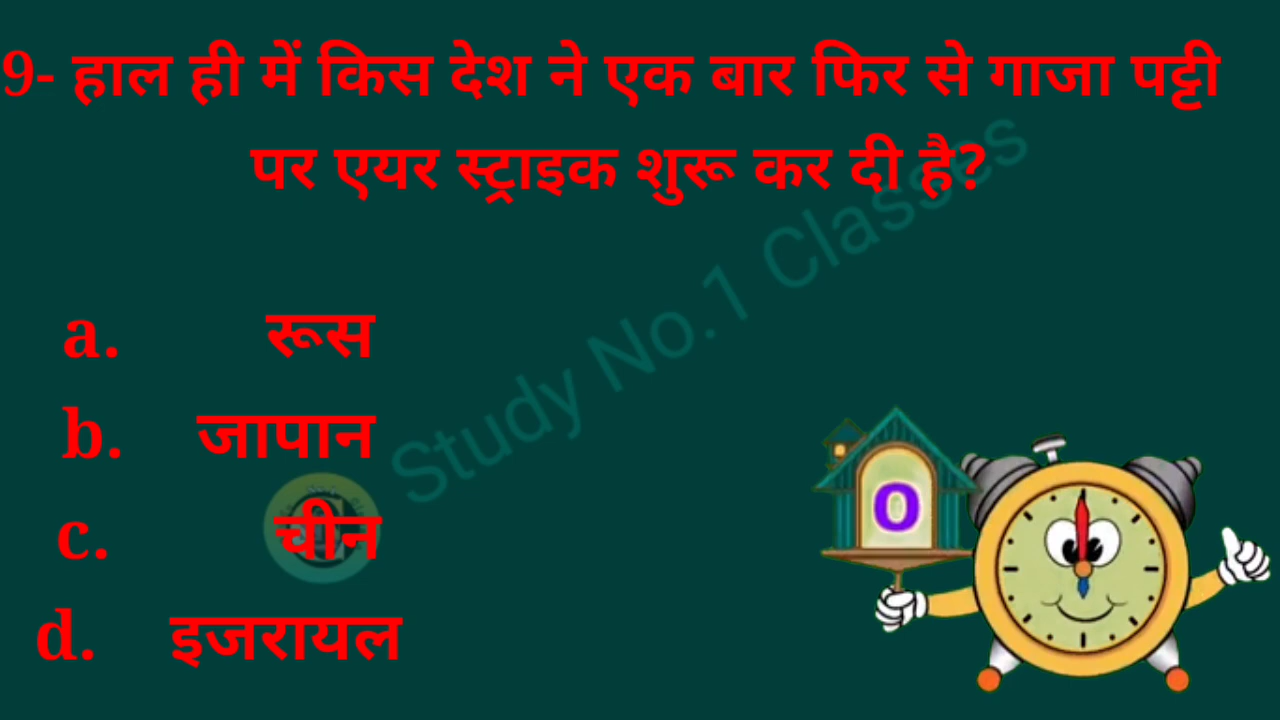 9- हाल ही में किस देश ने एक बार फिर से गाजा पट्टी
पर एयर स्ट्राइक शुरू कर दी है?
a. रूस
b. जापान
c. चीन
d. इजरायल
Study No.1 Classes
0